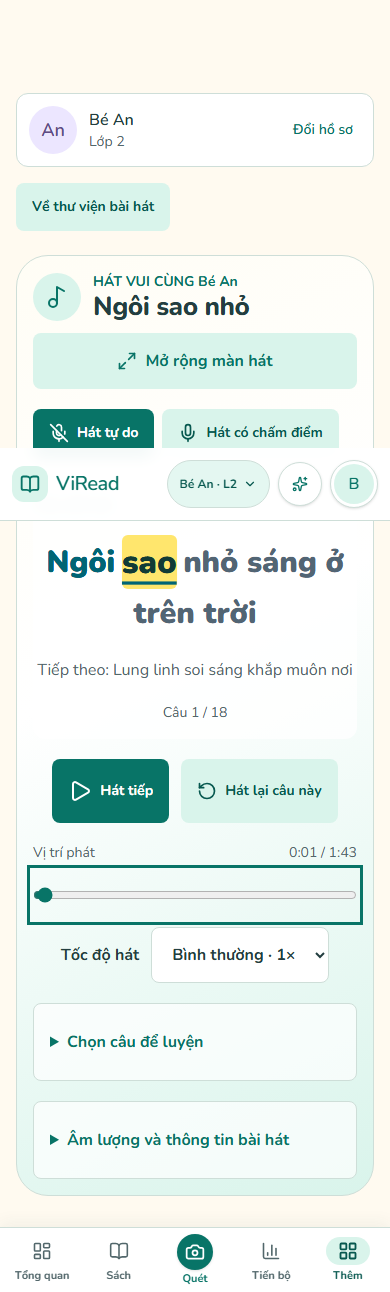 An
Bé An
Lớp 2
Đổi hồ sơ
Về thư viện bài hát
HÁT VUI CÙNG Bé An
Ngôi sao nhỏ
Mở rộng màn hát
Hát tự do
Hát có chấm điểm
ViRead
Bé An · L2
B
Ngôi sao nhỏ sáng ở
trên trời
Tiếp theo: Lung linh soi sáng khắp muôn nơi
Câu 1 / 18
Hát tiếp
Hát lại câu này
Vị trí phát
0:01 / 1:43
Tốc độ hát
Bình thường · 1×
Chọn câu để luyện
Âm lượng và thông tin bài hát
Tổng quan
Sách
Quét
Tiến bộ
Thêm